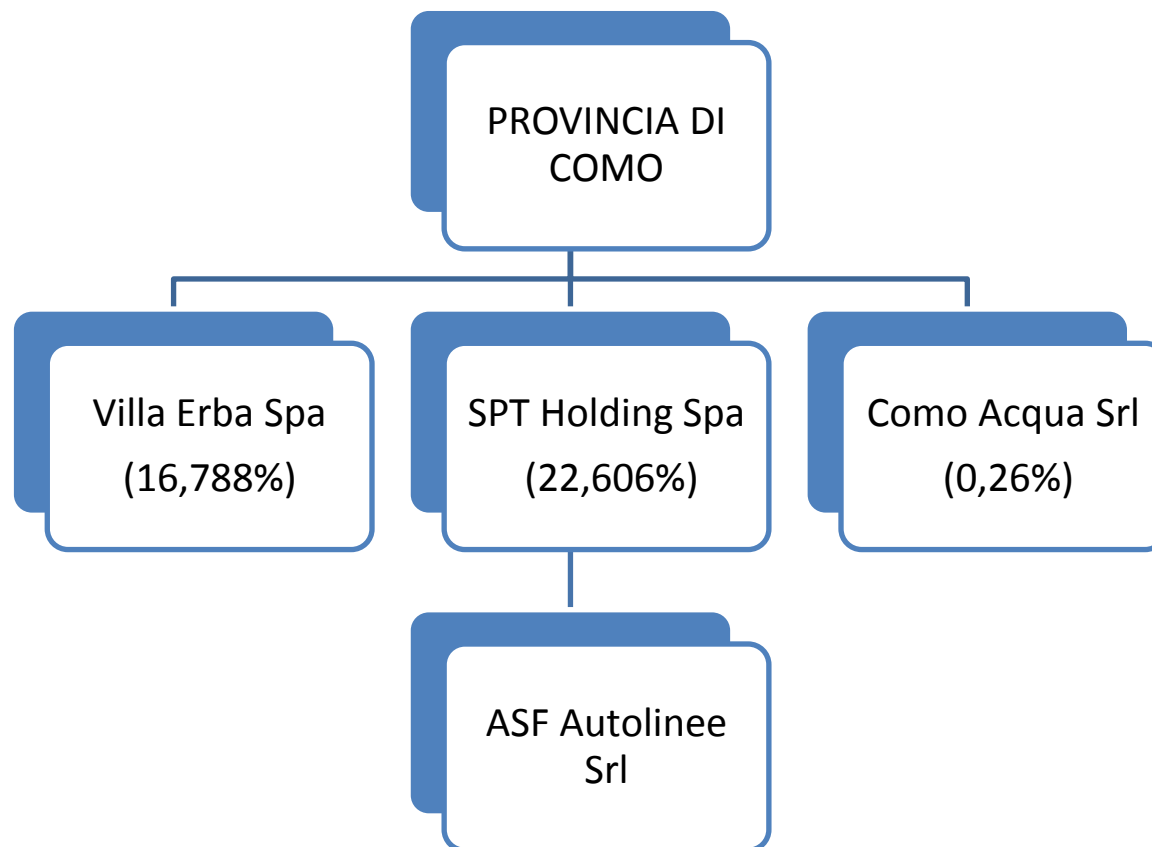 PROVINCIA DI
COMO
Villa Erba Spa
(16,788%)
SPT Holding Spa
(22,606%)
Como Acqua Srl
(0,26%)
ASF Autolinee
Srl